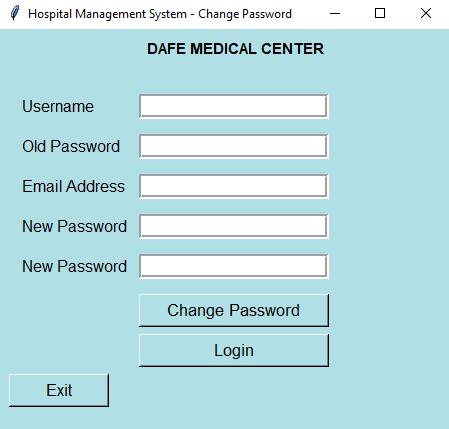 Hospital Management System - Change Password
DAFE MEDICAL CENTER
Username
Old Password
Email Address
New Password
New Password
Change Password
Login
Exit